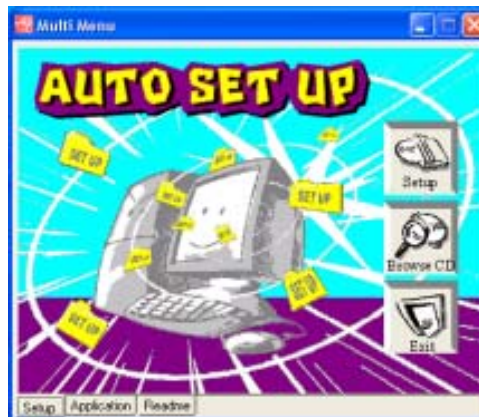 Multi Menu
AUTO SET UP
SET UP
SET UP
SET UP
SET UP
Setup
Browse CD
Exit
Setup Application Readme